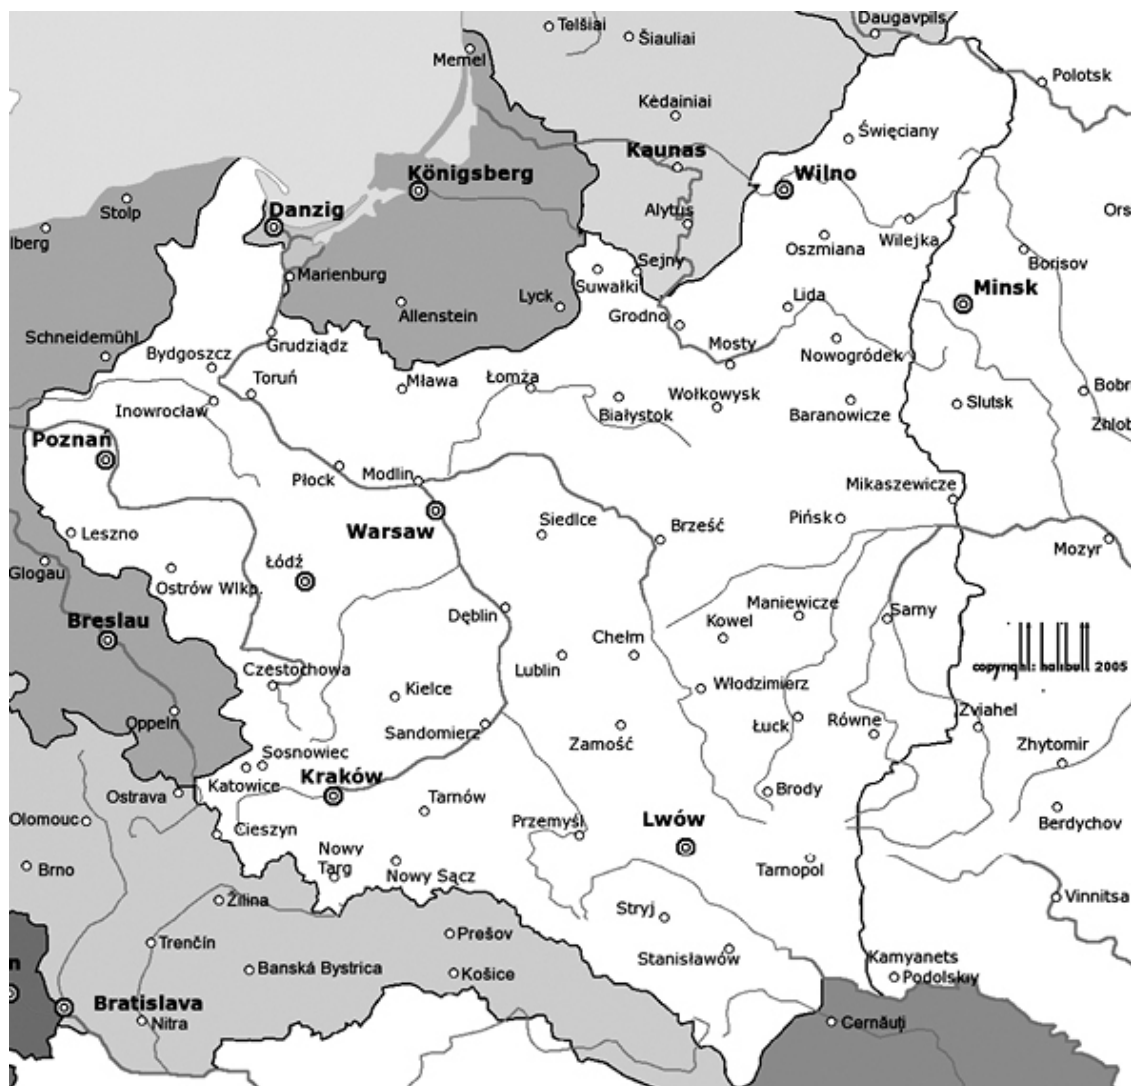 Telšiai
Daugavpils
Šiauliai
Memel
Polotsk
Kėdainiai
Święciany
Kaunas
Königsberg
Wilno
Stolp
Danzig
Alytus
Ors
lberg
Wilejka
Oszmiana
Borisov
Sejny
Marienburg
Suwałki
Minsk
Lyck
Lida
Allenstein
Grodno
Schneidemühl
Grudziądz
Bydgoszcz
Mosty
Nowogródek
Toruń
Mława
Łomża
Bobr
Inowrocław
Wołkowysk
Białystok
Baranowicze
Slutsk
Zhlob
Poznań
Płock
Modlin
Mikaszewicze
Warsaw
Siedlce
Brześć
Pińsk
Leszno
Mozyr
Łódź
Glogau
Ostrów Wlkp.
Maniewicze
Sarny
Breslau
Dęblin
Kowel
Chełm
copyright: halibutt 2005
Częstochowa
Lublin
Włodzimierz
Kielce
Oppeln
Łuck
Równe
Zviahel
Sandomierz
Zamość
Zhytomir
Sosnowiec
Katowice
Kraków
Ostrava
Tarnów
Brody
Olomouc
Cieszyn
Przemyśl
Lwów
Berdychov
Nowy
Targ
Brno
Nowy Sącz
Tarnopol
Žilina
Vinnitsa
Stryj
Prešov
Trenčín
Stanisławów
Kamyanets
Podolskiy
n
Banská Bystrica
Košice
Bratislava
Nitra
Cernăuţi